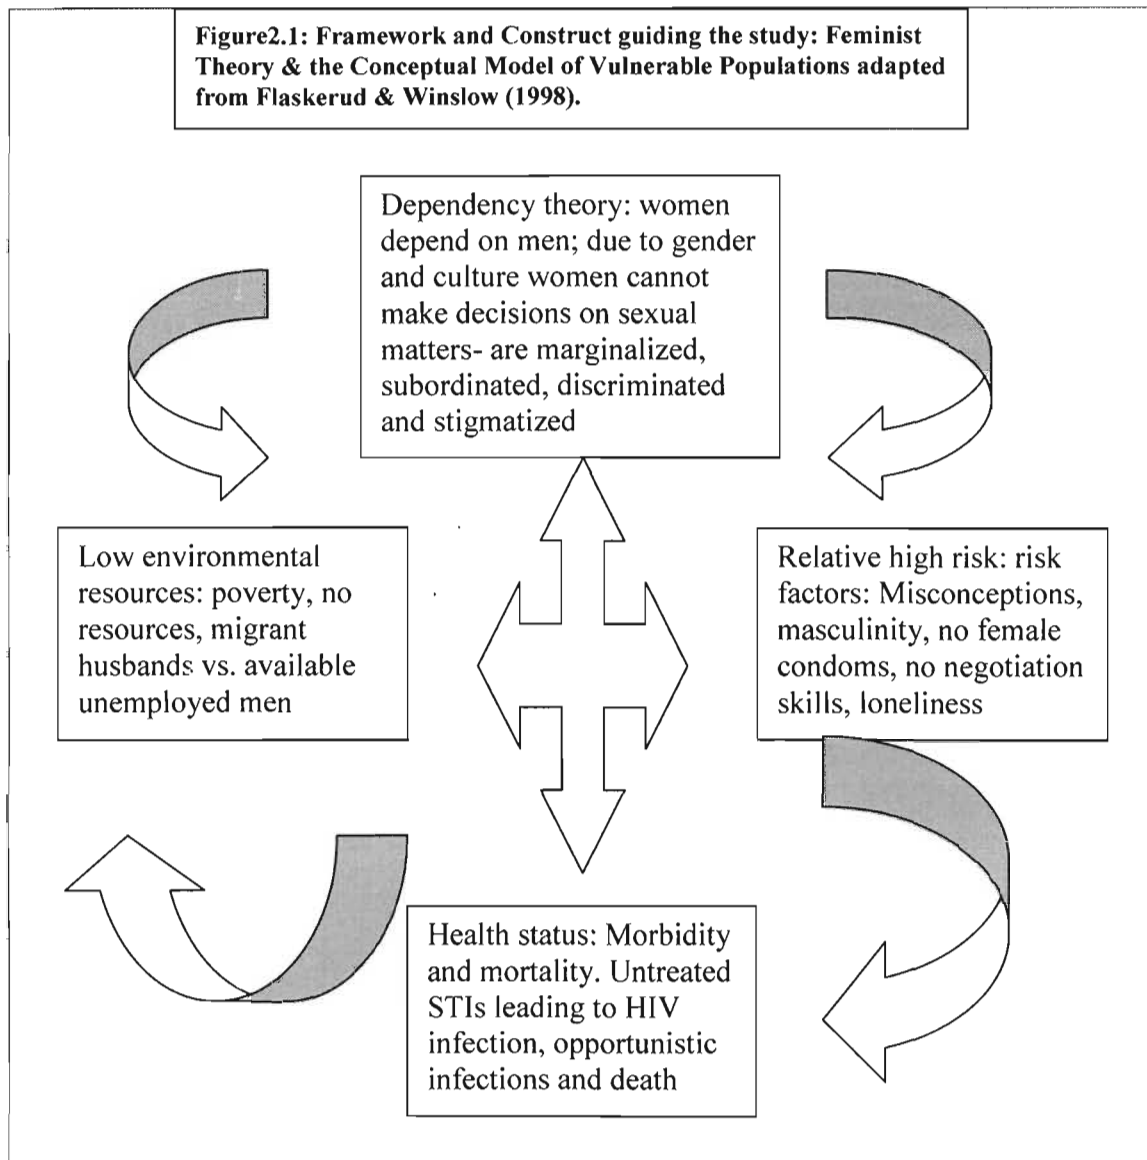 Figure2.1: Framework and Construct guiding the study: Feminist
Theory & the Conceptual Model of Vulnerable Populations adapted
from Flaskerud & Winslow (1998).
Dependency theory: women
depend on men; due to gender
and culture women cannot
make decisions on sexual
matters- are marginalized,
subordinated, discriminated
and stigmatized
Low environmental
resources: poverty, no
resources, migrant
husbands vs. available
unemployed men
Relative high risk: risk
factors: Misconceptions,
masculinity, no female
condoms, no negotiation
skills, loneliness
Health status: Morbidity
and mortality. Untreated
STIs leading to HIV
infection, opportunistic
infections and death